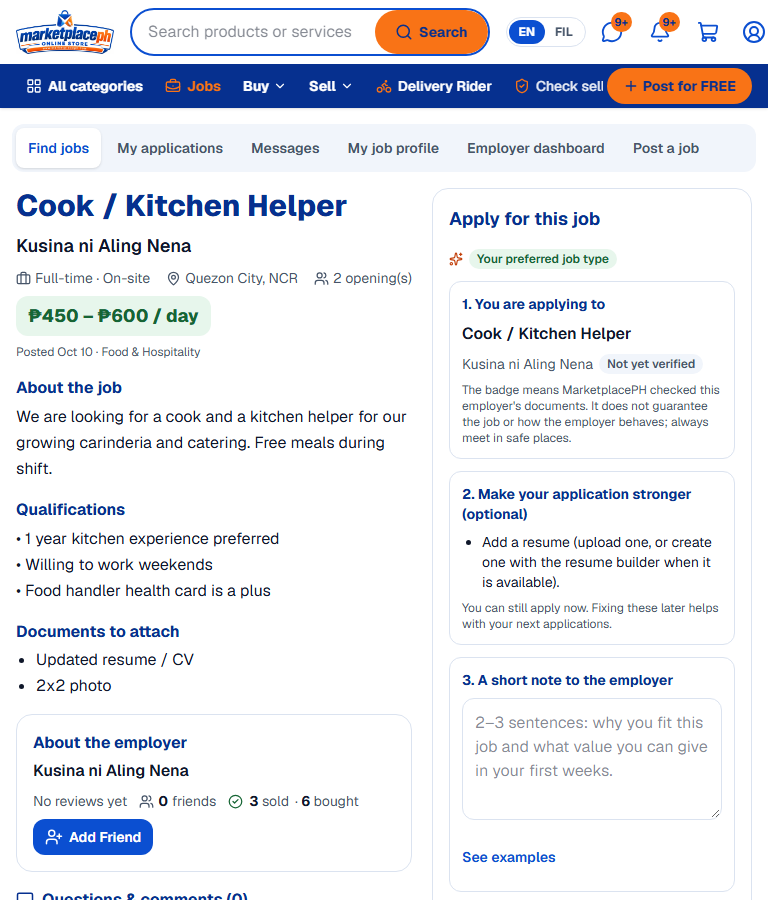 marketplaceph
ONLINE STORE
Search products or services
Search
EN
FIL
9+
9+
All categories
Jobs
Buy
Sell
Delivery Rider
Check sell
+ Post for FREE
Find jobs
My applications
Messages
My job profile
Employer dashboard
Post a job
Cook / Kitchen Helper
Kusina ni Aling Nena
Full-time · On-site
Quezon City, NCR
2 opening(s)
₱450 – ₱600 / day
Posted Oct 10 · Food & Hospitality
About the job
We are looking for a cook and a kitchen helper for our
growing carinderia and catering. Free meals during
shift.
Qualifications
• 1 year kitchen experience preferred
• Willing to work weekends
• Food handler health card is a plus
Documents to attach
• Updated resume / CV
• 2x2 photo
About the employer
Kusina ni Aling Nena
No reviews yet
0 friends
3 sold · 6 bought
Add Friend
Questions & comments (0)
Apply for this job
Your preferred job type
1. You are applying to
Cook / Kitchen Helper
Kusina ni Aling Nena
Not yet verified
The badge means MarketplacePH checked this
employer's documents. It does not guarantee
the job or how the employer behaves; always
meet in safe places.
2. Make your application stronger
(optional)
• Add a resume (upload one, or create
one with the resume builder when it
is available).
You can still apply now. Fixing these later helps
with your next applications.
3. A short note to the employer
2–3 sentences: why you fit this
job and what value you can give
in your first weeks.
See examples